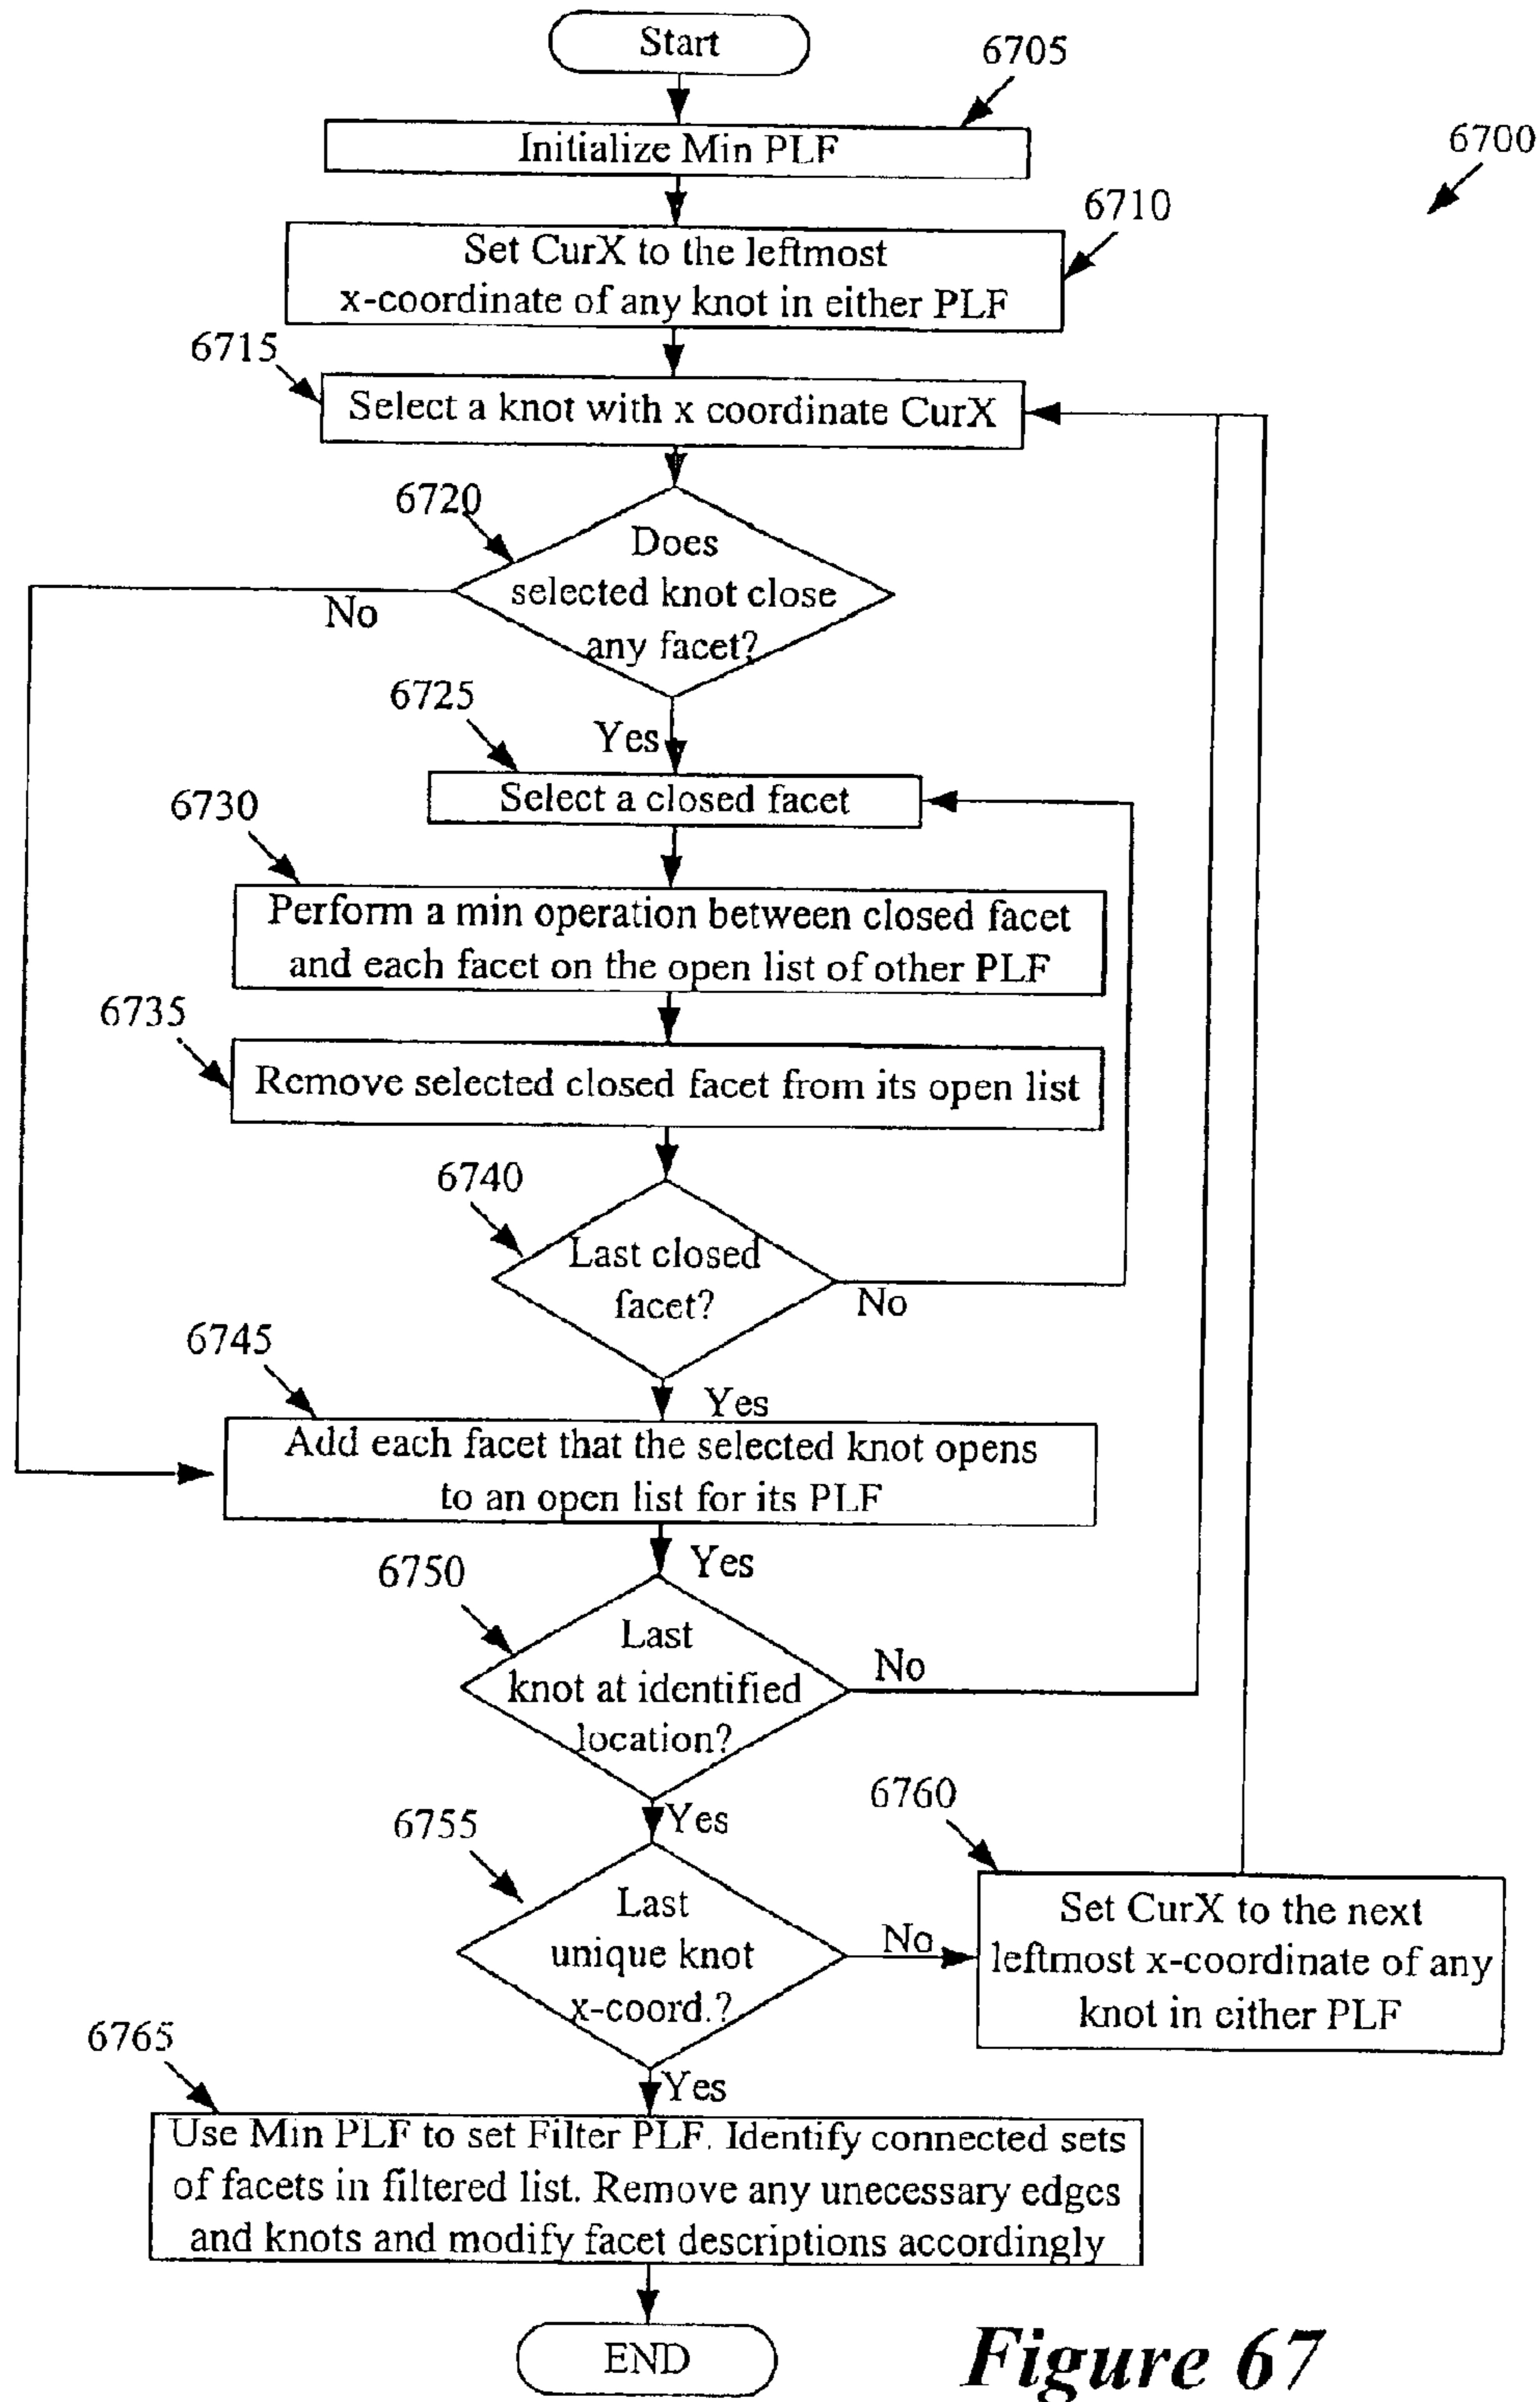 Start
6705
Initialize Min PLF
6700
6710
Set CurX to the leftmost
x-coordinate of any knot in either PLF
6715
Select a knot with x coordinate CurX
6720
Does
selected knot close
any facet?
No
6725
Yes
Select a closed facet
6730
Perform a min operation between closed facet
and each facet on the open list of other PLF
6735
Remove selected closed facet from its open list
6740
Last closed
facet?
No
6745
Yes
Add each facet that the selected knot opens
to an open list for its PLF
6750
Yes
Last
knot at identified
location?
No
6755
Yes
6760
Last
unique knot
x-coord.?
No
Set CurX to the next
leftmost x-coordinate of any
knot in either PLF
6765
Yes
Use Min PLF to set Filter PLF. Identify connected sets
of facets in filtered list. Remove any unecessary edges
and knots and modify facet descriptions accordingly
END
Figure 67